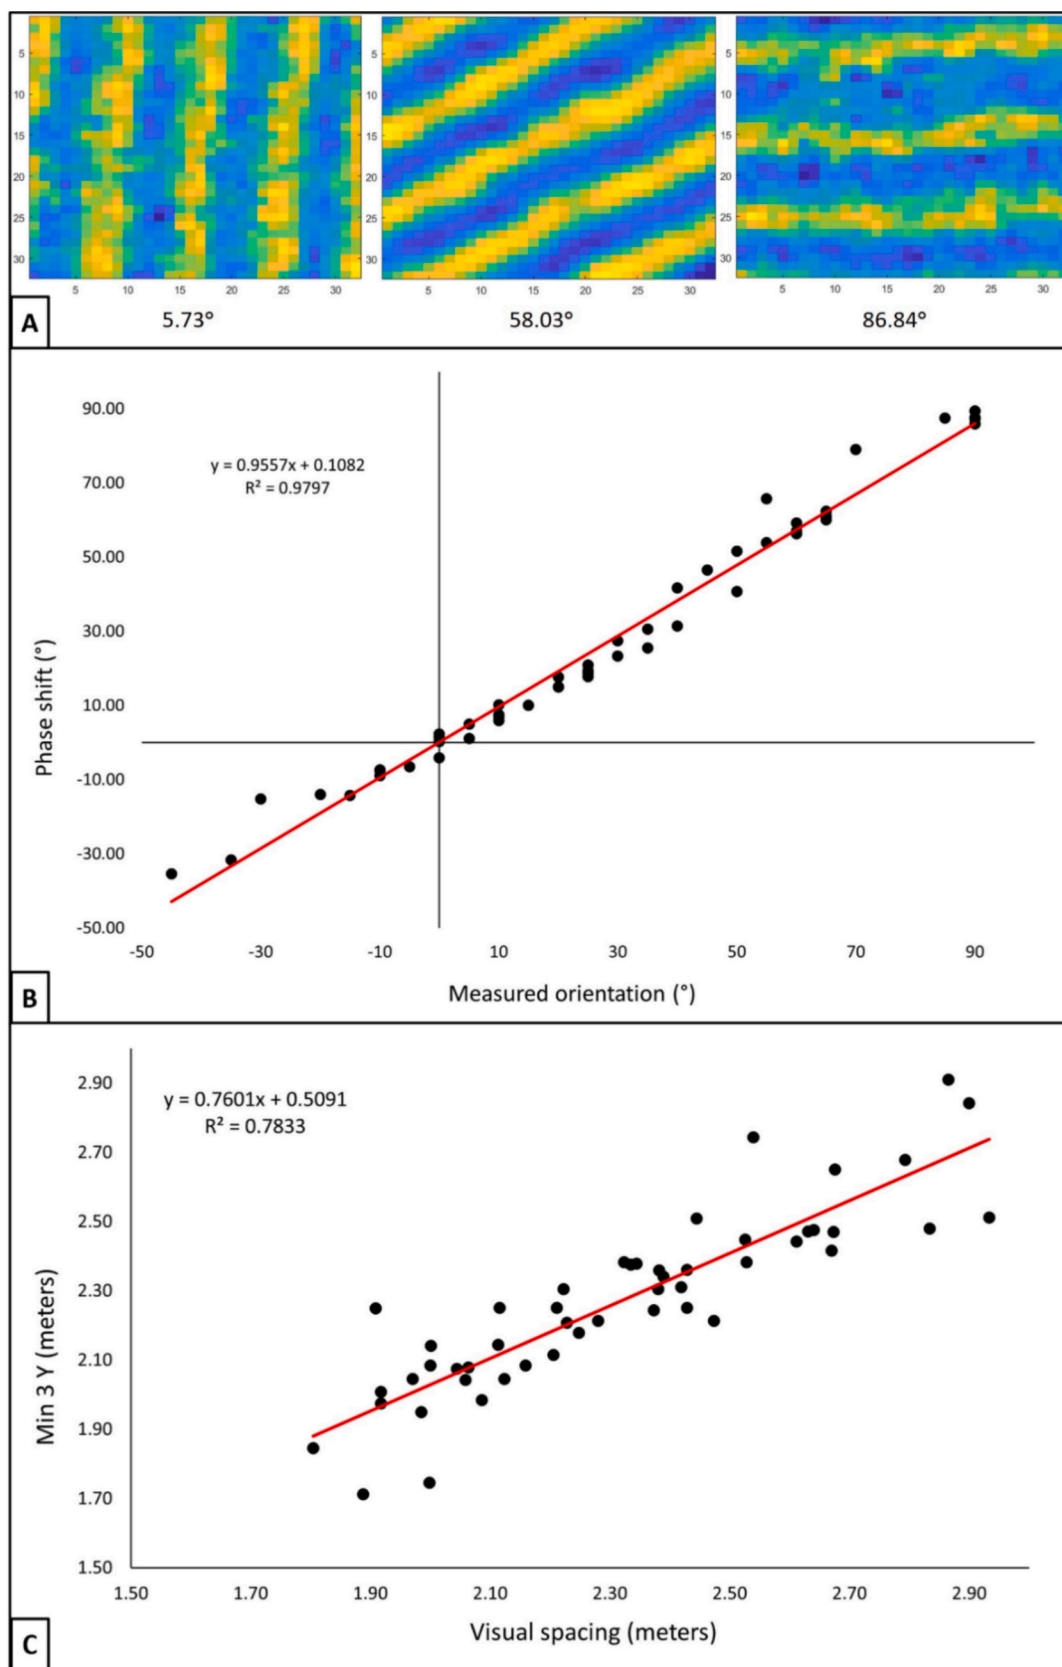 5
10
15
20
25
30
5 10 15 20 25 30
5
10
15
20
25
30
5 10 15 20 25 30
5
10
15
20
25
30
5 10 15 20 25 30
A
5.73° 58.03° 86.84°
90.00
70.00
50.00
30.00
10.00
-10.00
-30.00
-50.00
y = 0.9557x + 0.1082
R² = 0.9797
Phase shift (°)
-50 -30 -10 10 30 50 70 90
Measured orientation (°)
B
2.90
2.70
2.50
2.30
2.10
1.90
1.70
1.50
y = 0.7601x + 0.5091
R² = 0.7833
Min 3 Y (meters)
1.50 1.70 1.90 2.10 2.30 2.50 2.70 2.90
Visual spacing (meters)
C